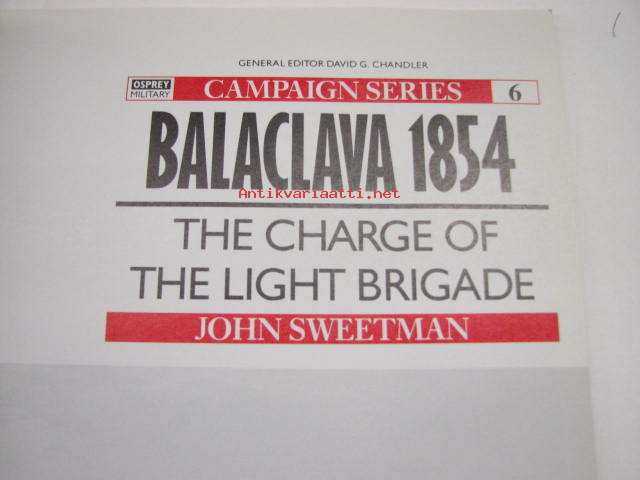 GENERAL EDITOR DAVID G. CHANDLER
OSPREY MILITARY CAMPAIGN SERIES 6
BALACLAVA 1854
Antikvariaatti.net
THE CHARGE OF
THE LIGHT BRIGADE
JOHN SWEETMAN